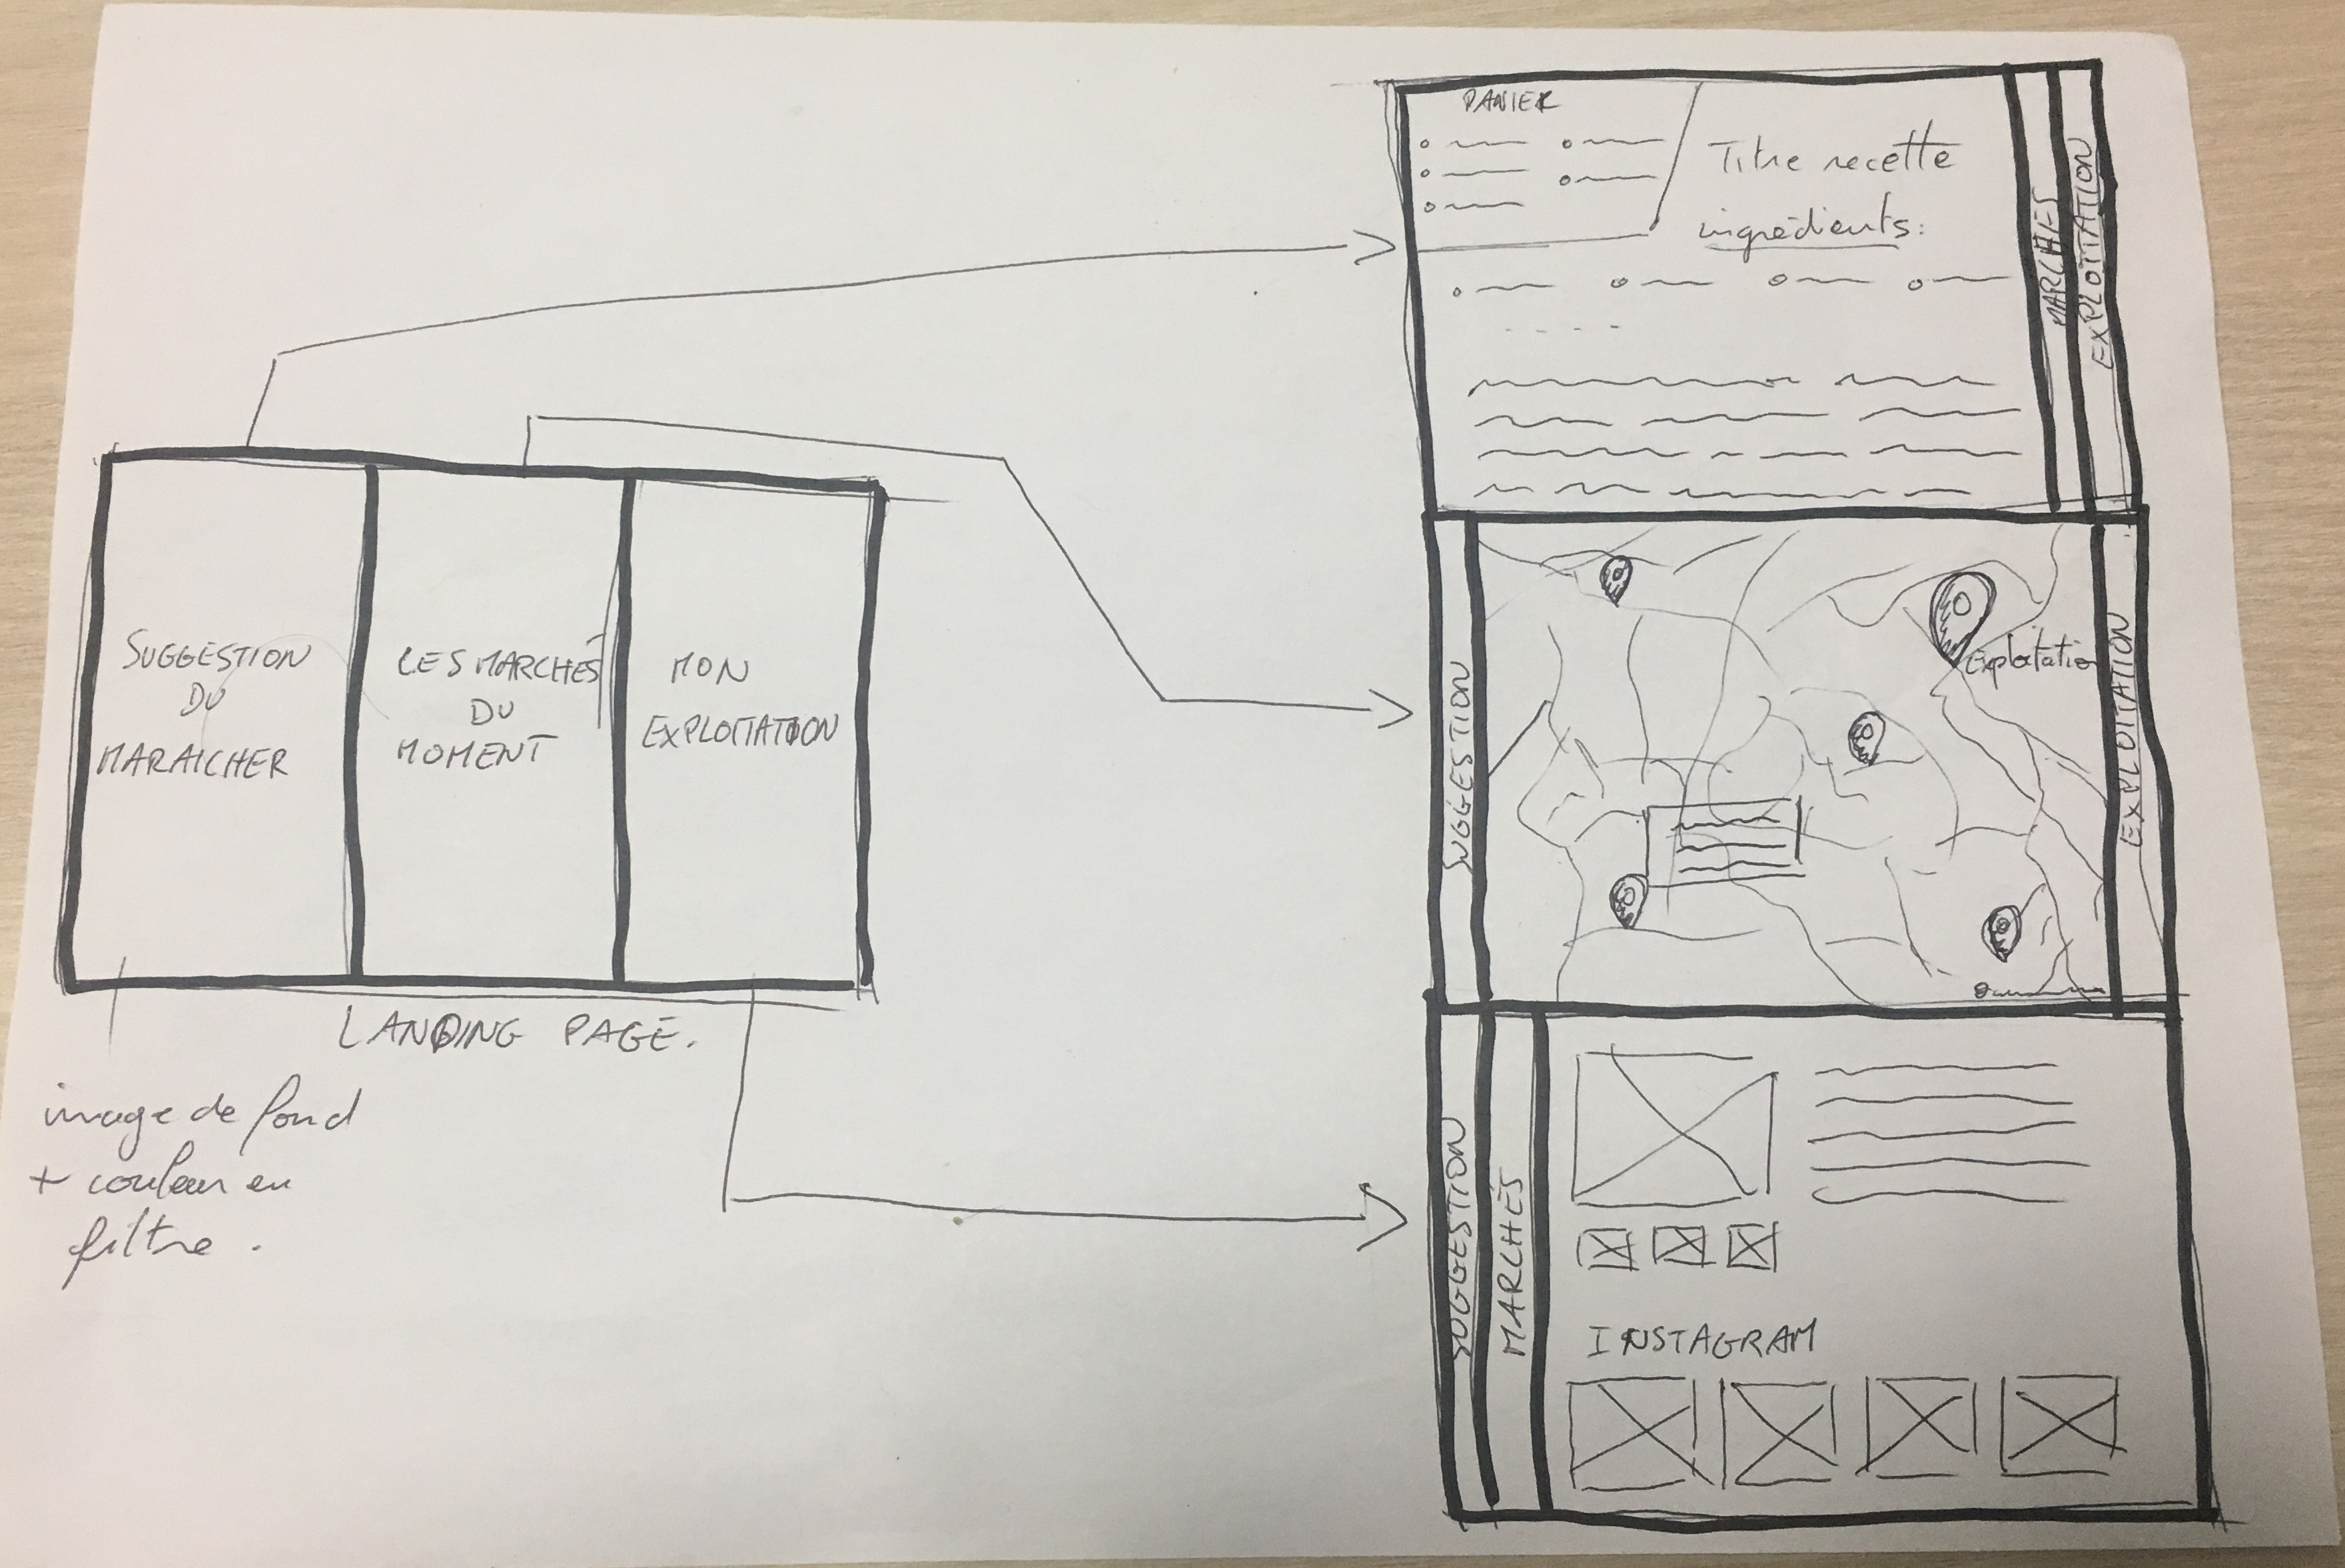 SUGGESTION
DU
MARAICHER
LES MARCHÉS
DU
MOMENT
MON
EXPLOITATION
LANDING PAGE.
image de fond
+ couleur en
filtre.
PANIER
Titre recette
ingrédients:
MARCHÉS
EXPLOITATION
SUGGESTION
Exploitation
EXPLOITATION
SUGGESTION
MARCHÉS
INSTAGRAM